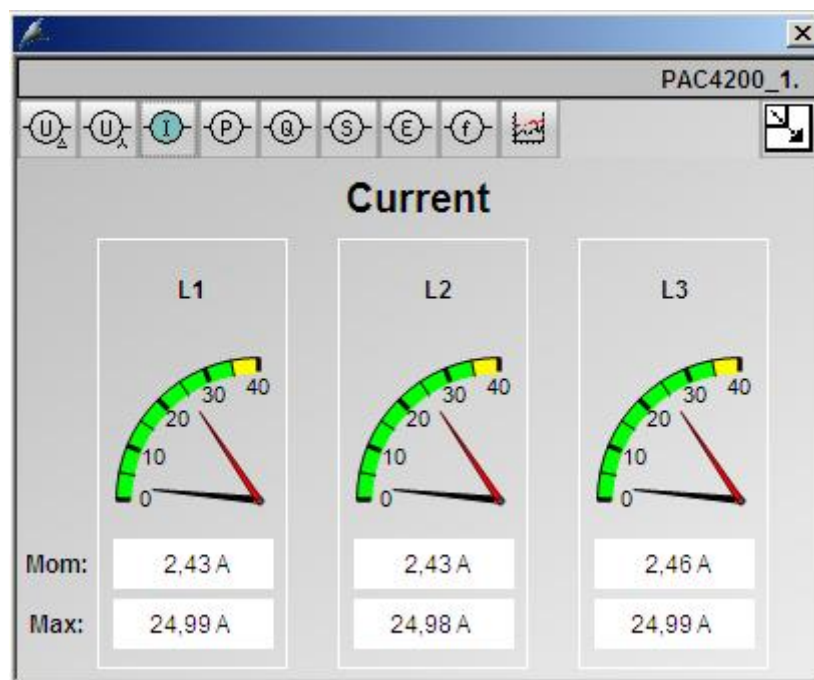 PAC4200_1.
U△ U⅄ I P Q S E f
Current
L1 L2 L3
0 10 20 30 40 0 10 20 30 40 0 10 20 30 40
Mom: 2,43 A 2,43 A 2,46 A
Max: 24,99 A 24,98 A 24,99 A